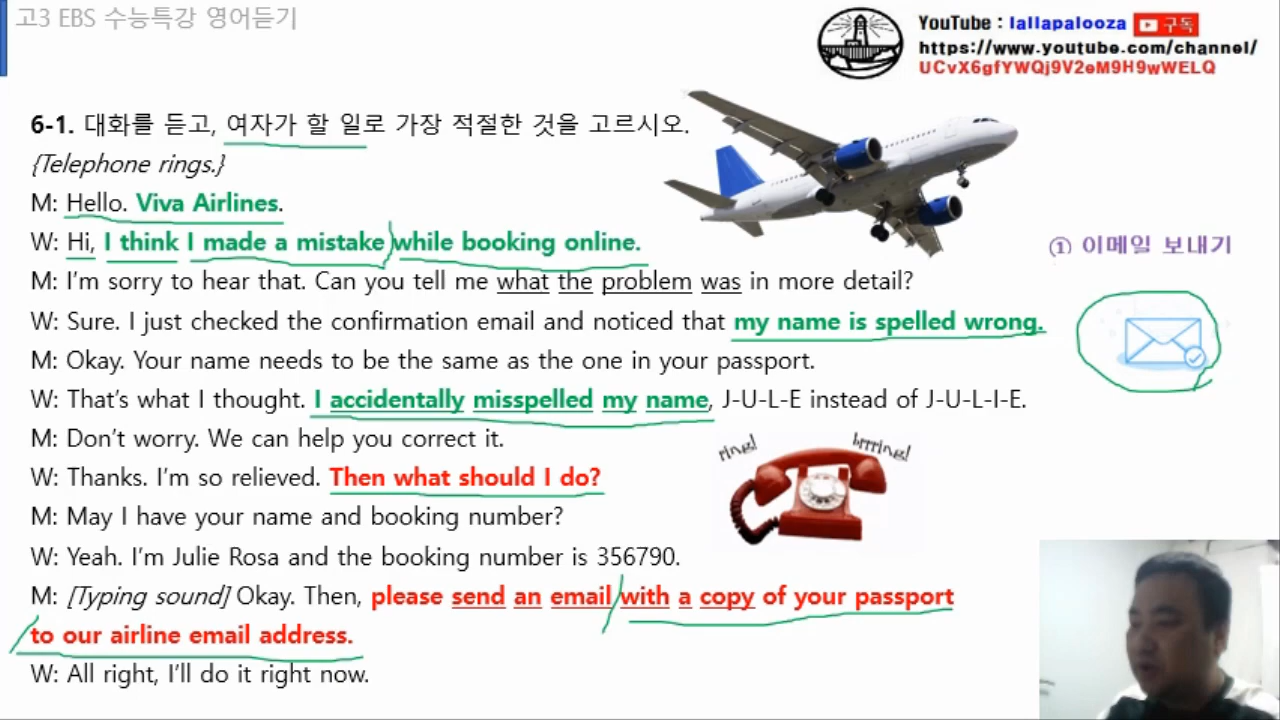 고3 EBS 수능특강 영어듣기
YouTube : lallapalooza 구독
https://www.youtube.com/channel/
UCvX6gfYWQj9V2eM9H9wWELQ
6-1. 대화를 듣고, 여자가 할 일로 가장 적절한 것을 고르시오.
{Telephone rings.}
M: Hello. Viva Airlines.
W: Hi, I think I made a mistake while booking online.
① 이메일 보내기
M: I’m sorry to hear that. Can you tell me what the problem was in more detail?
W: Sure. I just checked the confirmation email and noticed that my name is spelled wrong.
M: Okay. Your name needs to be the same as the one in your passport.
W: That’s what I thought. I accidentally misspelled my name, J-U-L-E instead of J-U-L-I-E.
M: Don’t worry. We can help you correct it.
ring!
brrring!
W: Thanks. I’m so relieved. Then what should I do?
M: May I have your name and booking number?
W: Yeah. I’m Julie Rosa and the booking number is 356790.
M: [Typing sound] Okay. Then, please send an email with a copy of your passport
to our airline email address.
W: All right, I’ll do it right now.